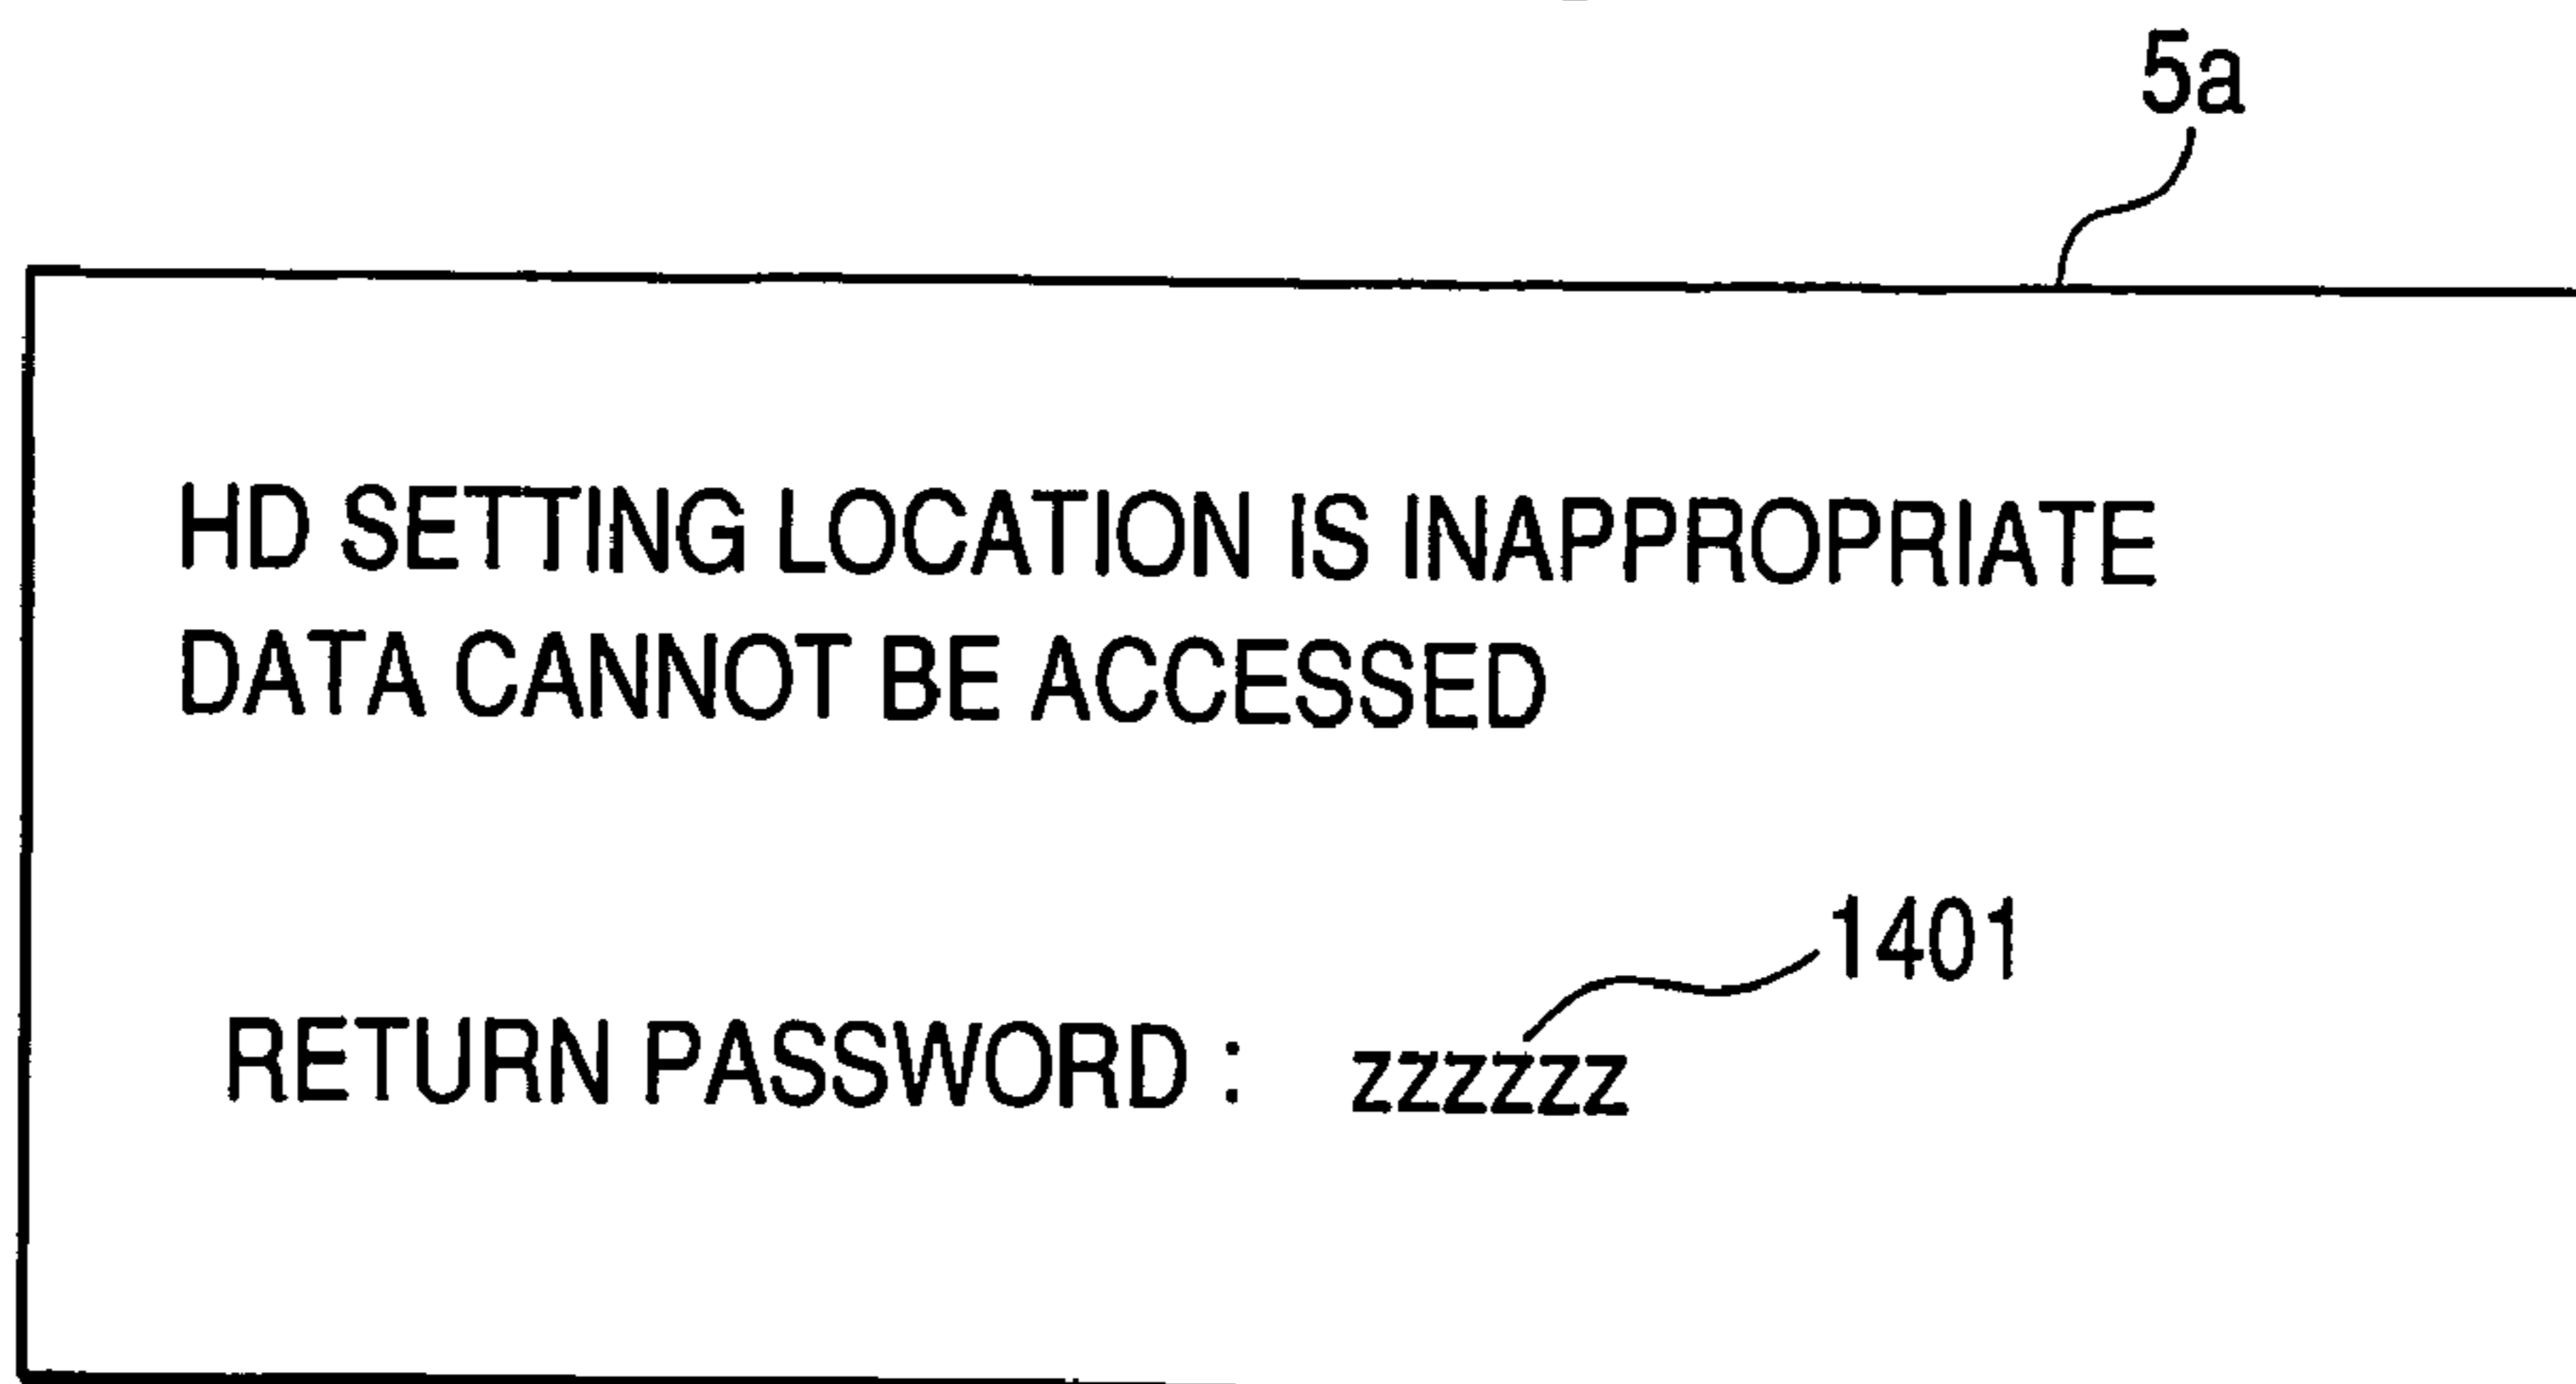 5a
HD SETTING LOCATION IS INAPPROPRIATE
DATA CANNOT BE ACCESSED
1401
RETURN PASSWORD : zzzzzz